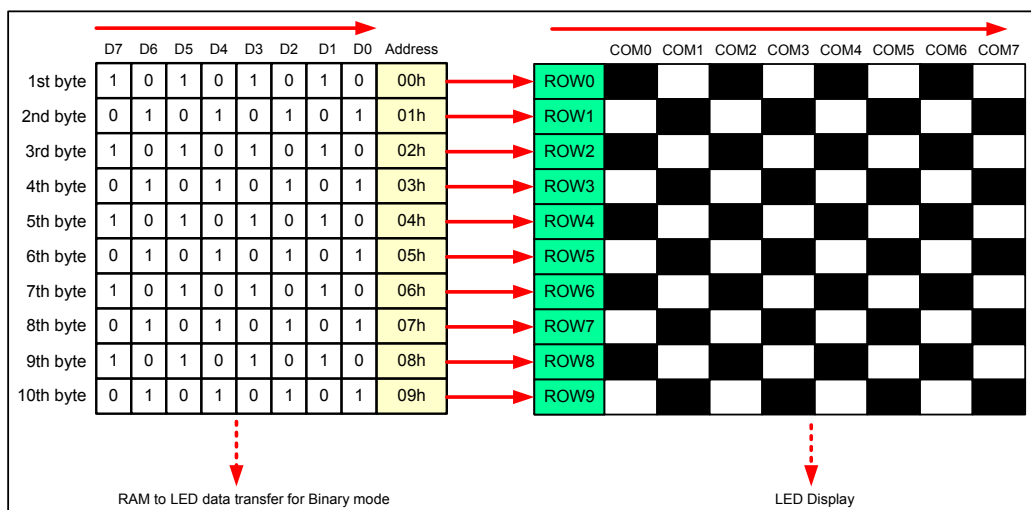 D7 D6 D5 D4 D3 D2 D1 D0 Address COM0 COM1 COM2 COM3 COM4 COM5 COM6 COM7
1st byte 1 0 1 0 1 0 1 0 00h ROW0
2nd byte 0 1 0 1 0 1 0 1 01h ROW1
3rd byte 1 0 1 0 1 0 1 0 02h ROW2
4th byte 0 1 0 1 0 1 0 1 03h ROW3
5th byte 1 0 1 0 1 0 1 0 04h ROW4
6th byte 0 1 0 1 0 1 0 1 05h ROW5
7th byte 1 0 1 0 1 0 1 0 06h ROW6
8th byte 0 1 0 1 0 1 0 1 07h ROW7
9th byte 1 0 1 0 1 0 1 0 08h ROW8
10th byte 0 1 0 1 0 1 0 1 09h ROW9
RAM to LED data transfer for Binary mode LED Display